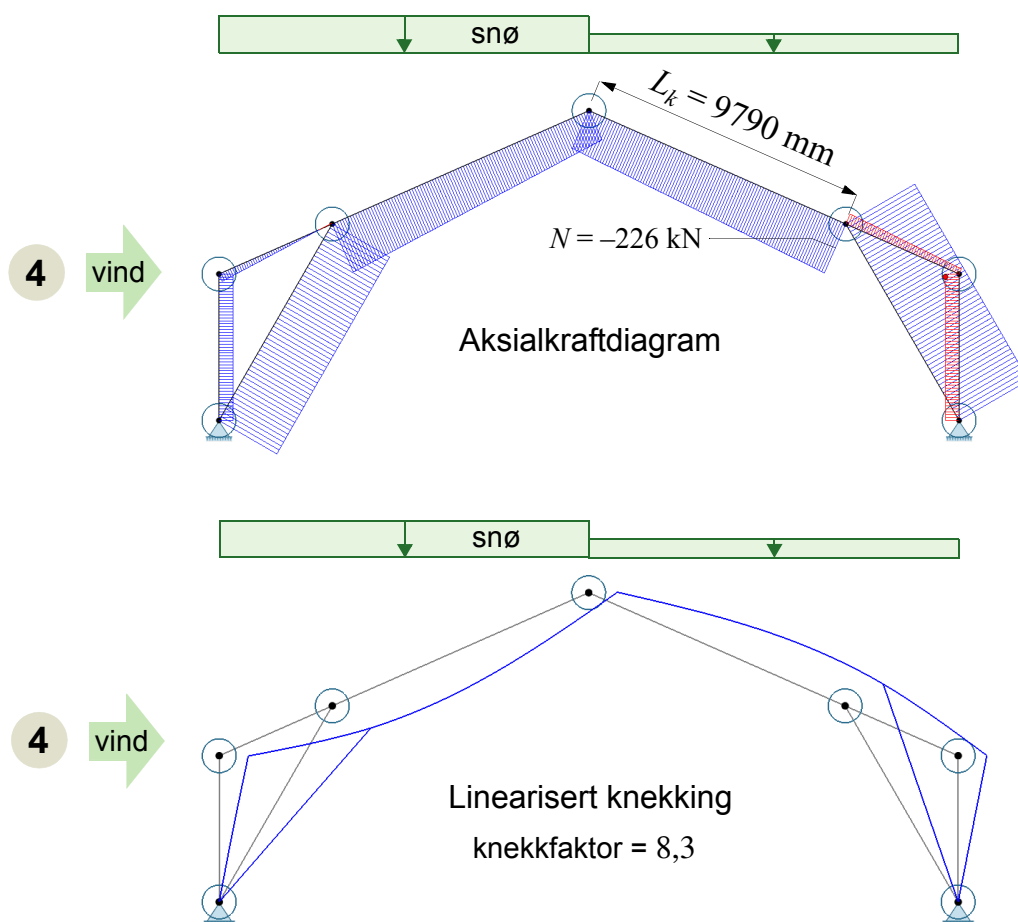 snø
L_k = 9790 mm
N = –226 kN
4 vind
Aksialkraftdiagram
snø
4 vind
Linearisert knekking
knekkfaktor = 8,3